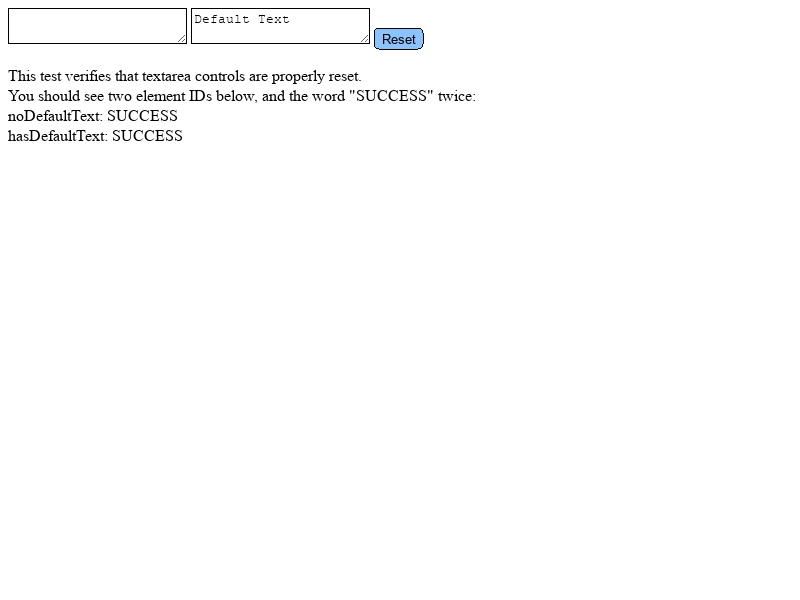 Default Text
Reset
This test verifies that textarea controls are properly reset.
You should see two element IDs below, and the word "SUCCESS" twice:
noDefaultText: SUCCESS
hasDefaultText: SUCCESS